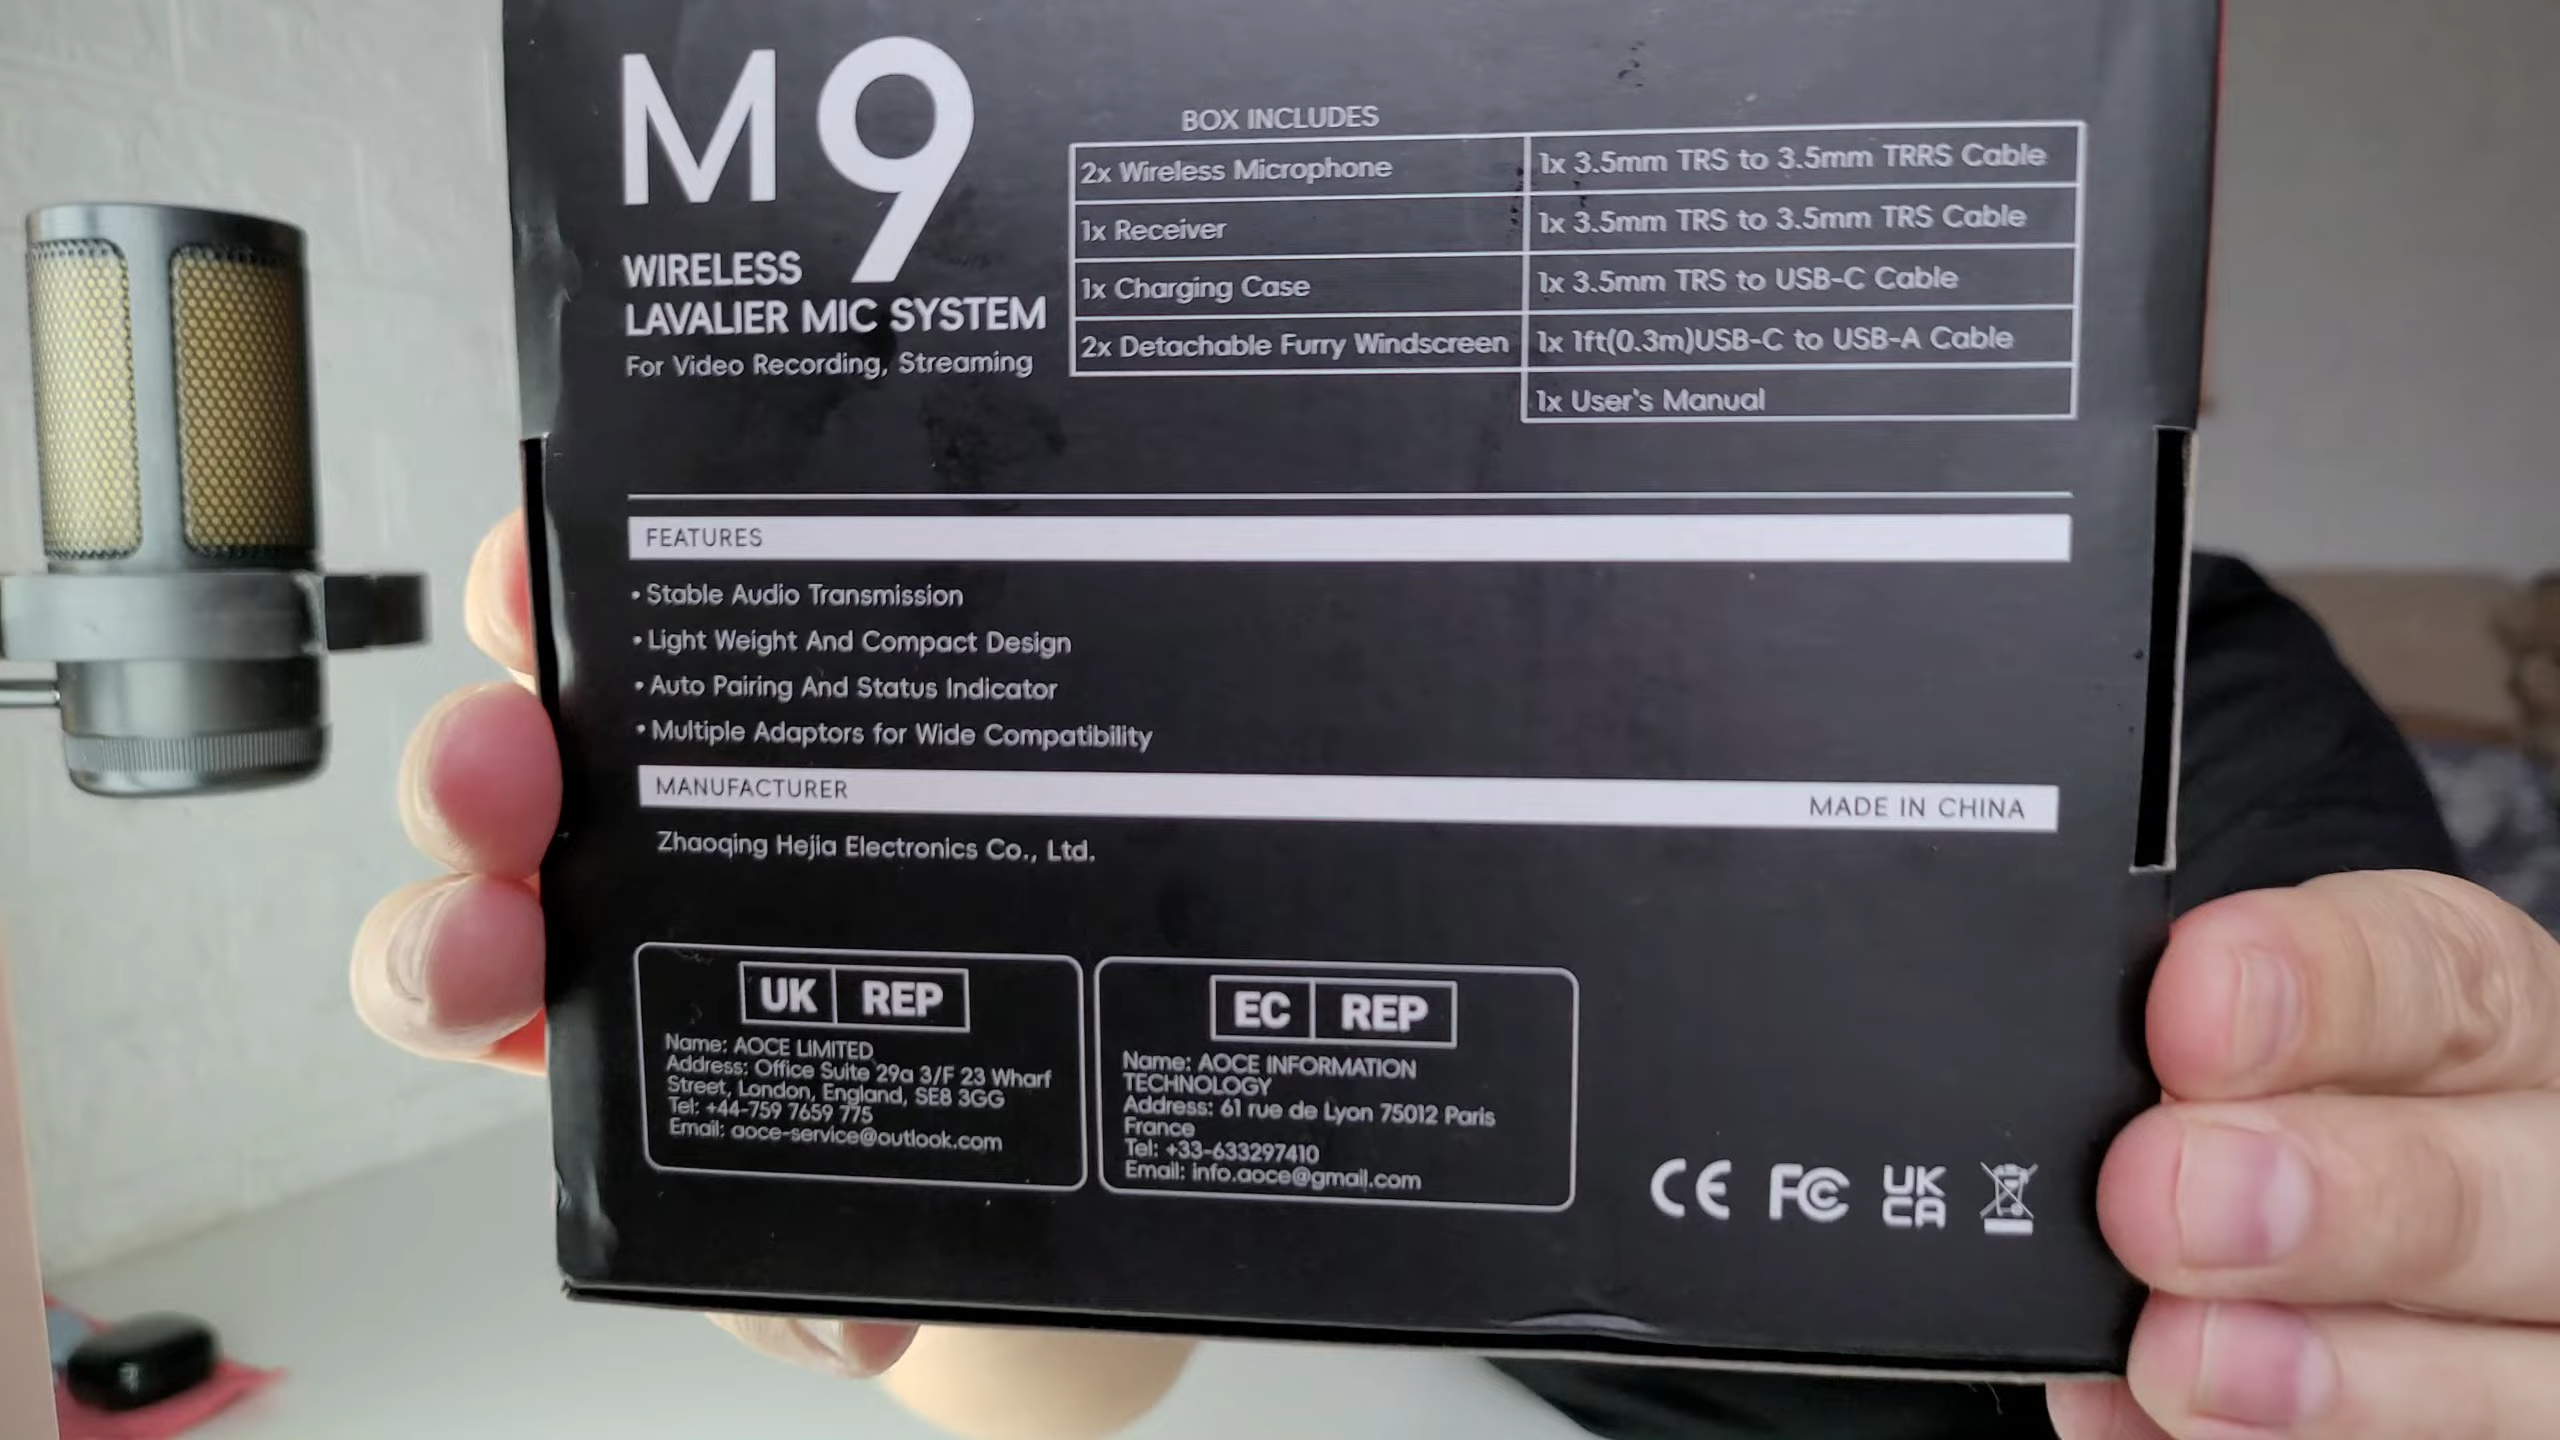 M9
WIRELESS
LAVALIER MIC SYSTEM
For Video Recording, Streaming
BOX INCLUDES
2x Wireless Microphone
1x 3.5mm TRS to 3.5mm TRRS Cable
1x Receiver
1x 3.5mm TRS to 3.5mm TRS Cable
1x Charging Case
1x 3.5mm TRS to USB-C Cable
2x Detachable Furry Windscreen
1x 1ft(0.3m)USB-C to USB-A Cable
1x User's Manual
FEATURES
• Stable Audio Transmission
• Light Weight And Compact Design
• Auto Pairing And Status Indicator
• Multiple Adaptors for Wide Compatibility
MANUFACTURER
MADE IN CHINA
Zhaoqing Hejia Electronics Co., Ltd.
UK REP
Name: AOCE LIMITED
Address: Office Suite 29a 3/F 23 Wharf
Street, London, England, SE8 3GG
Tel: +44-759 7659 775
Email: aoce-service@outlook.com
EC REP
Name: AOCE INFORMATION
TECHNOLOGY
Address: 61 rue de Lyon 75012 Paris
France
Tel: +33-633297410
Email: info.aoce@gmail.com
CE FC UK
CA